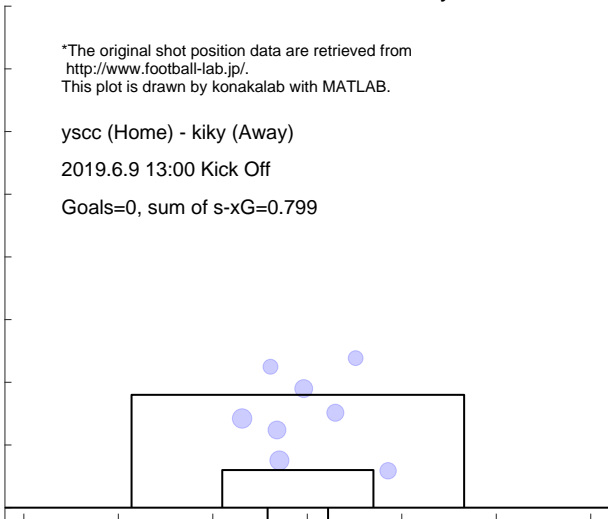 *The original shot position data are retrieved from
http://www.football-lab.jp/.
This plot is drawn by konakalab with MATLAB.
yscc (Home) - kiky (Away)
2019.6.9 13:00 Kick Off
Goals=0, sum of s-xG=0.799